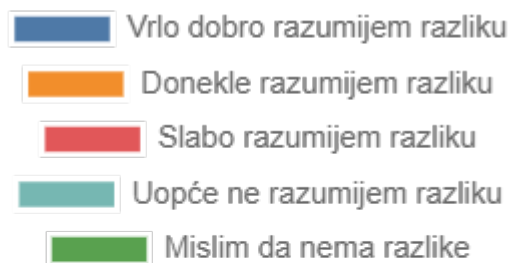 Vrlo dobro razumijem razliku
Donekle razumijem razliku
Slabo razumijem razliku
Uopće ne razumijem razliku
Mislim da nema razlike